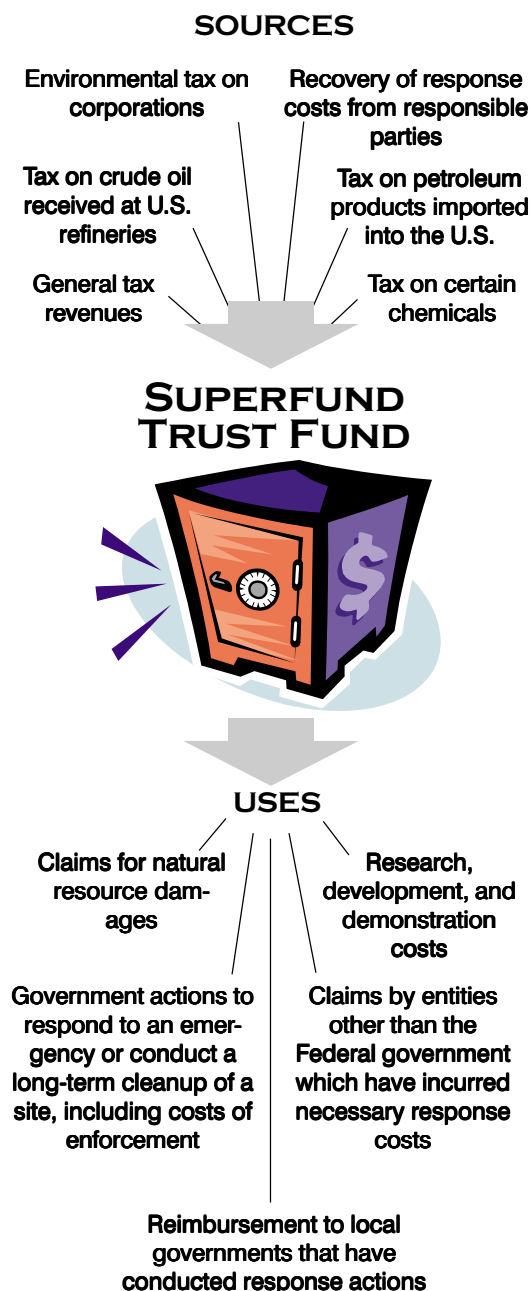 SOURCES
Environmental tax on
corporations
Recovery of response
costs from responsible
parties
Tax on crude oil
received at U.S.
refineries
Tax on petroleum
products imported
into the U.S.
General tax
revenues
Tax on certain
chemicals
SUPERFUND
TRUST FUND
$
USES
Claims for natural
resource dam-
ages
Research,
development, and
demonstration
costs
Government actions to
respond to an emer-
gency or conduct a
long-term cleanup of a
site, including costs of
enforcement
Claims by entities
other than the
Federal government
which have incurred
necessary response
costs
Reimbursement to local
governments that have
conducted response actions